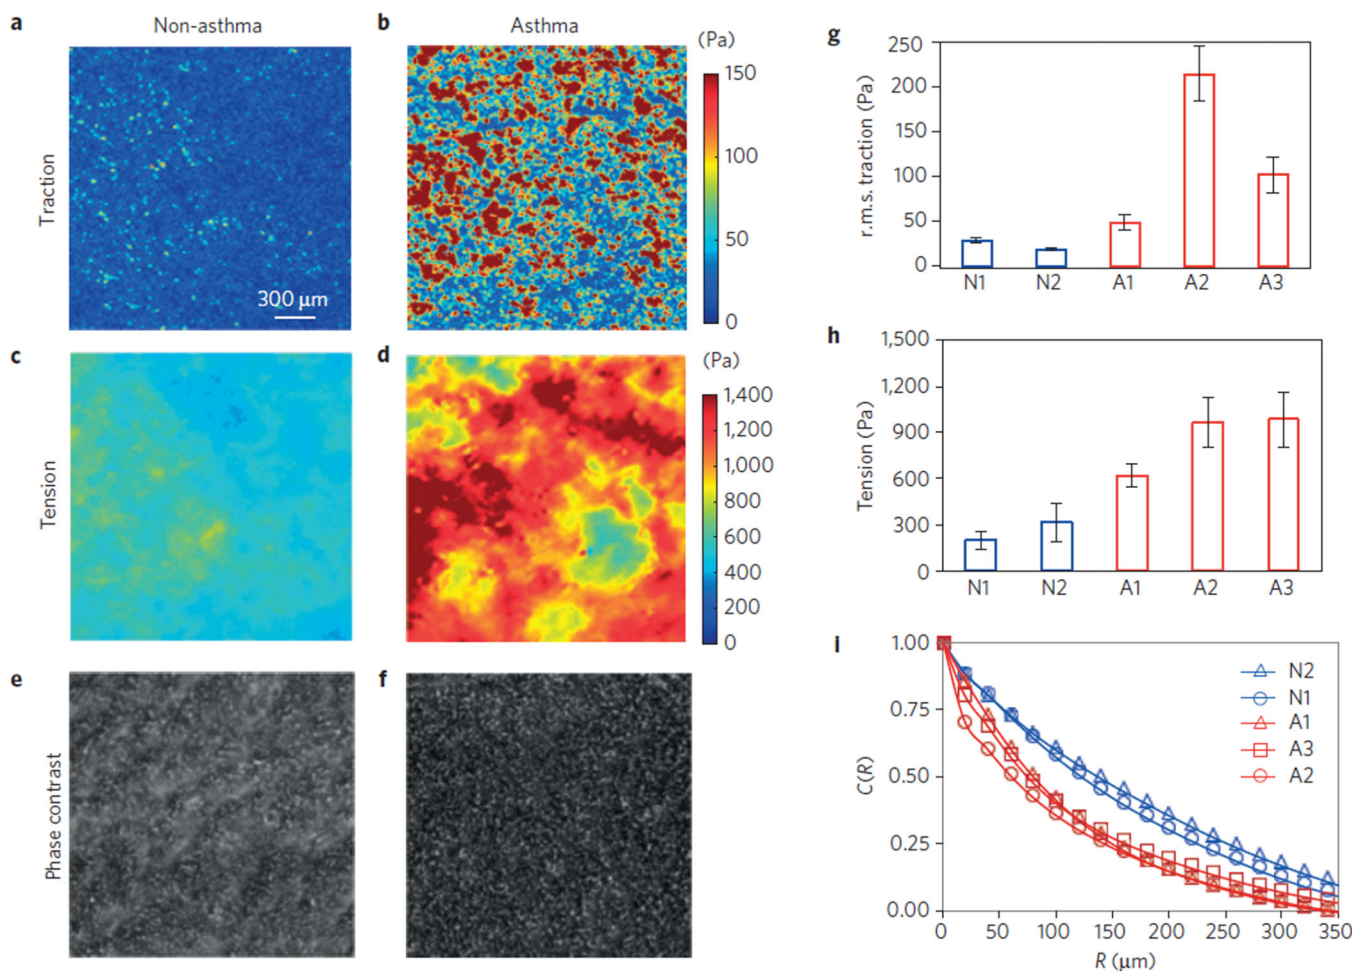 a
Non-asthma
b
Asthma
(Pa)
150
100
50
0
Traction
300 μm
c
d
(Pa)
1,400
1,200
1,000
800
600
400
200
0
Tension
e
f
Phase contrast
g
250
200
150
100
50
0
r.m.s. traction (Pa)
N1 N2 A1 A2 A3
h
1,500
1,200
900
600
300
0
Tension (Pa)
N1 N2 A1 A2 A3
i
1.00
0.75
0.50
0.25
0.00
C(R)
N2
N1
A1
A3
A2
0 50 100 150 200 250 300 350
R (μm)